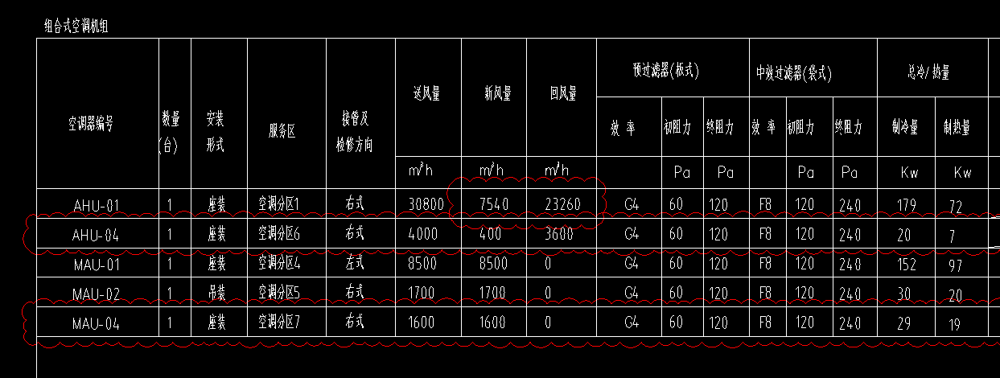 组合式空调机组
空调器编号 数量(台) 安装形式 服务区 接管及检修方向 送风量 新风量 回风量 预过滤器(板式) 中效过滤器(袋式) 总冷/热量
效率 初阻力 终阻力 效率 初阻力 终阻力 制冷量 制热量
m³/h m³/h m³/h Pa Pa Pa Pa Kw Kw
AHU-01 1 座装 空调分区1 右式 30800 7540 23260 G4 60 120 F8 120 240 179 72
AHU-04 1 座装 空调分区6 右式 4000 400 3600 G4 60 120 F8 120 240 20 7
MAU-01 1 座装 空调分区4 左式 8500 8500 0 G4 60 120 F8 120 240 152 97
MAU-02 1 吊装 空调分区5 右式 1700 1700 0 G4 60 120 F8 120 240 30 20
MAU-04 1 座装 空调分区7 右式 1600 1600 0 G4 60 120 F8 120 240 29 19